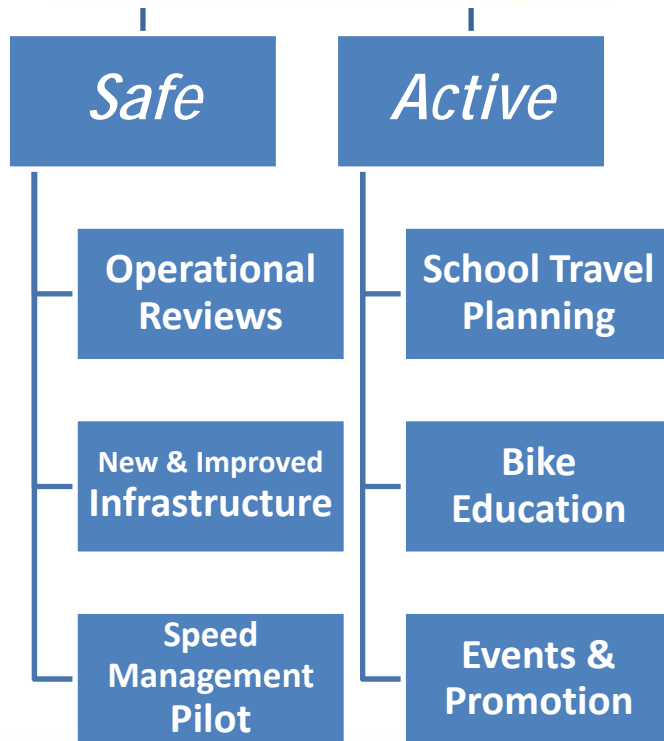 Safe
Operational
Reviews
New & Improved
Infrastructure
Speed
Management
Pilot
Active
School Travel
Planning
Bike
Education
Events &
Promotion